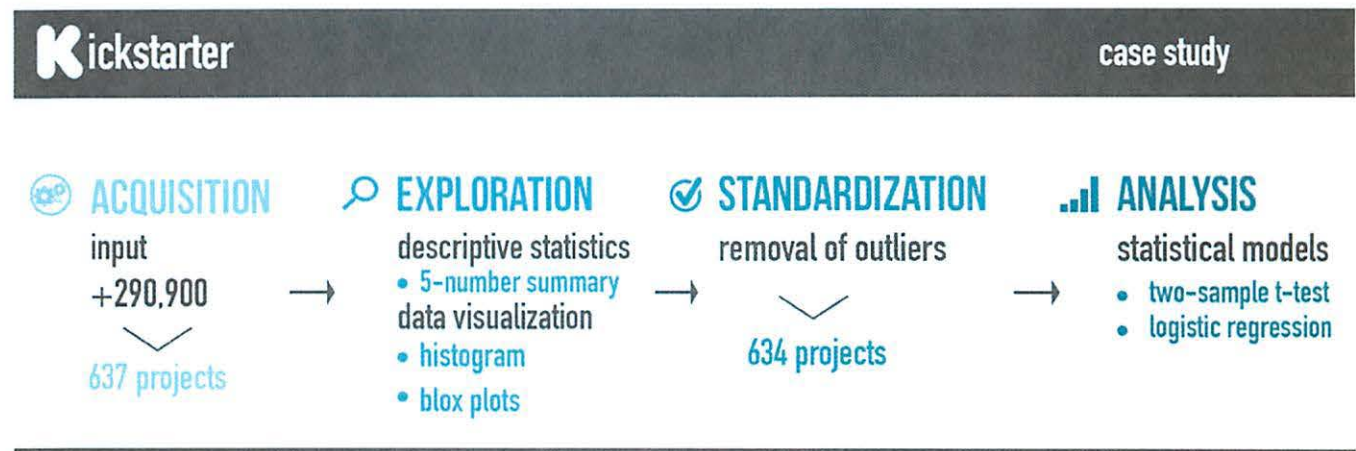 Kickstarter case study
ACQUISITION
input
+290,900
637 projects
EXPLORATION
descriptive statistics
• 5-number summary
data visualization
• histogram
• blox plots
STANDARDIZATION
removal of outliers
634 projects
ANALYSIS
statistical models
• two-sample t-test
• logistic regression